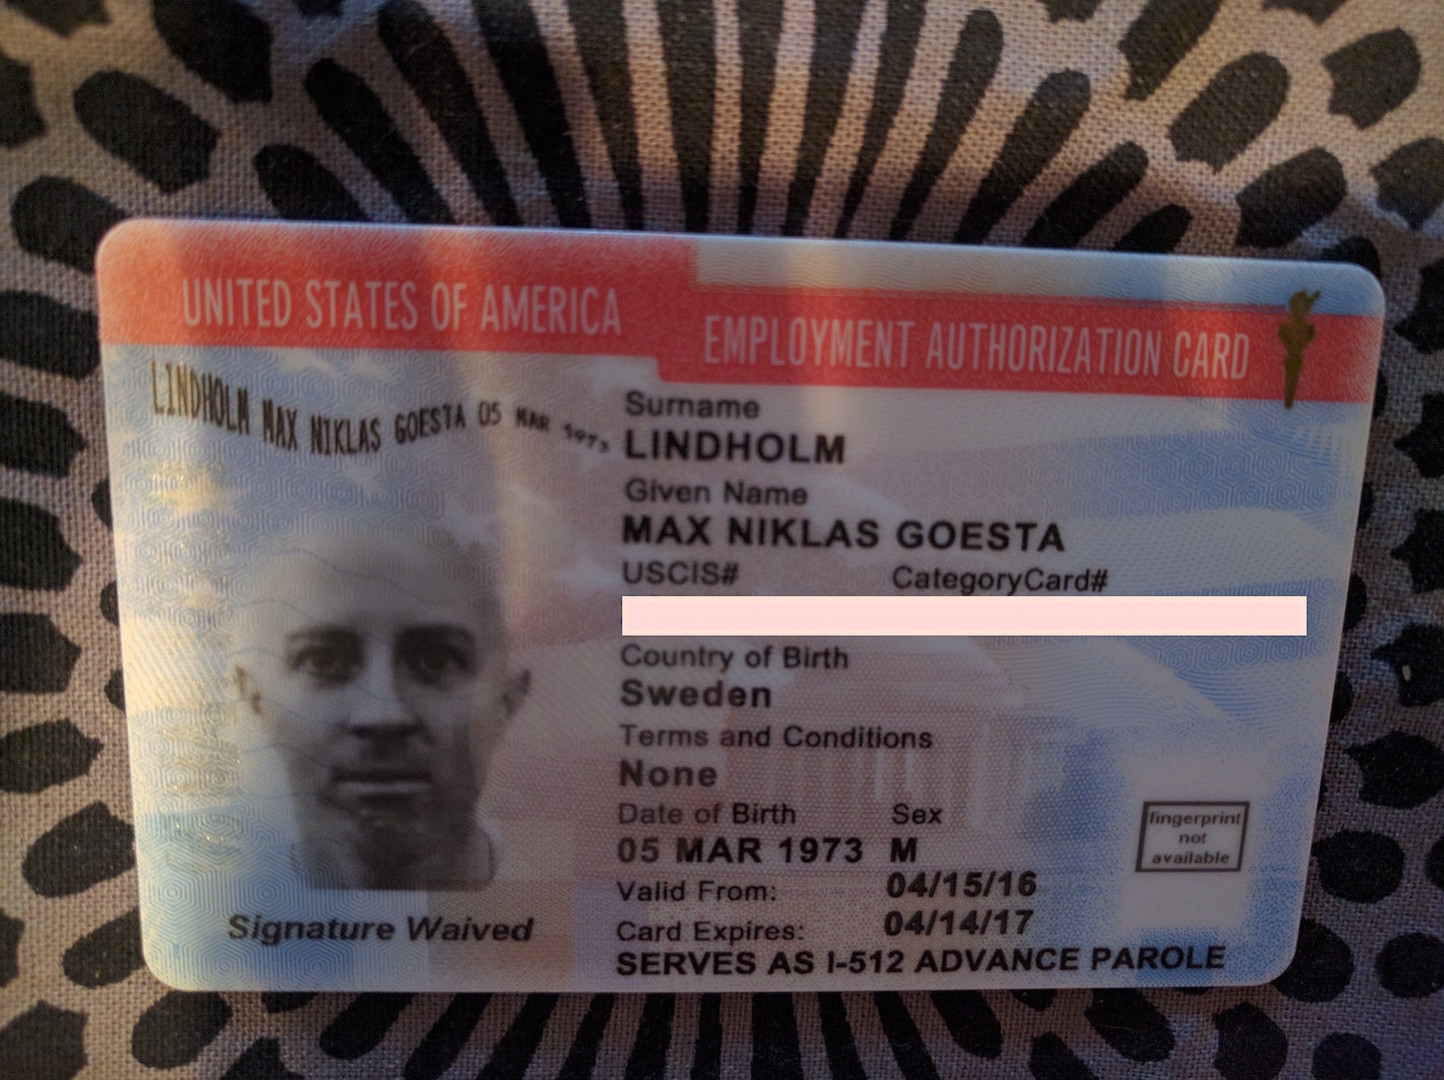 UNITED STATES OF AMERICA
EMPLOYMENT AUTHORIZATION CARD
LINDHOLM MAX NIKLAS GOESTA 05 MAR 1973
Surname
LINDHOLM
Given Name
MAX NIKLAS GOESTA
USCIS# CategoryCard#
Country of Birth
Sweden
Terms and Conditions
None
Date of Birth Sex
05 MAR 1973 M
Valid From: 04/15/16
Card Expires: 04/14/17
SERVES AS I-512 ADVANCE PAROLE
fingerprint
not
available
Signature Waived